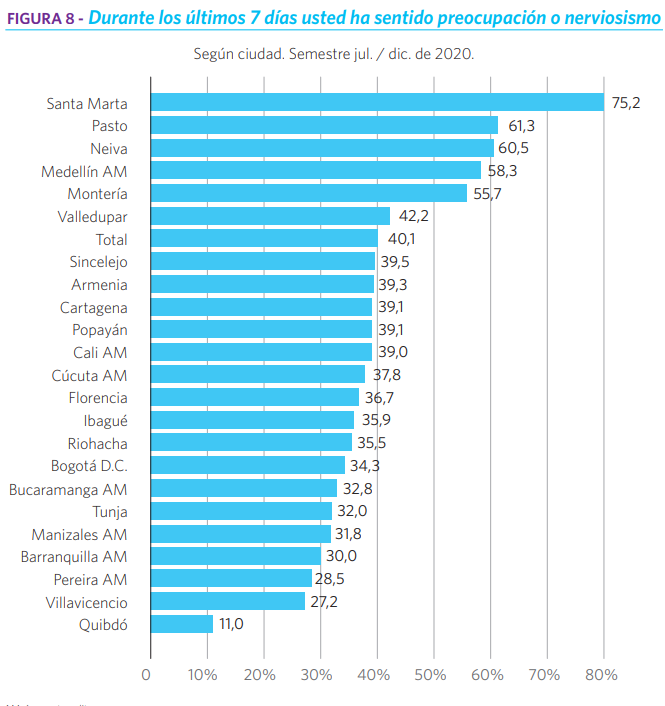 FIGURA 8 - Durante los últimos 7 días usted ha sentido preocupación o nerviosismo
Según ciudad. Semestre jul. / dic. de 2020.
Santa Marta 75,2
Pasto 61,3
Neiva 60,5
Medellín AM 58,3
Montería 55,7
Valledupar 42,2
Total 40,1
Sincelejo 39,5
Armenia 39,3
Cartagena 39,1
Popayán 39,1
Cali AM 39,0
Cúcuta AM 37,8
Florencia 36,7
Ibagué 35,9
Riohacha 35,5
Bogotá D.C. 34,3
Bucaramanga AM 32,8
Tunja 32,0
Manizales AM 31,8
Barranquilla AM 30,0
Pereira AM 28,5
Villavicencio 27,2
Quibdó 11,0
0 10% 20% 30% 40% 50% 60% 70% 80%